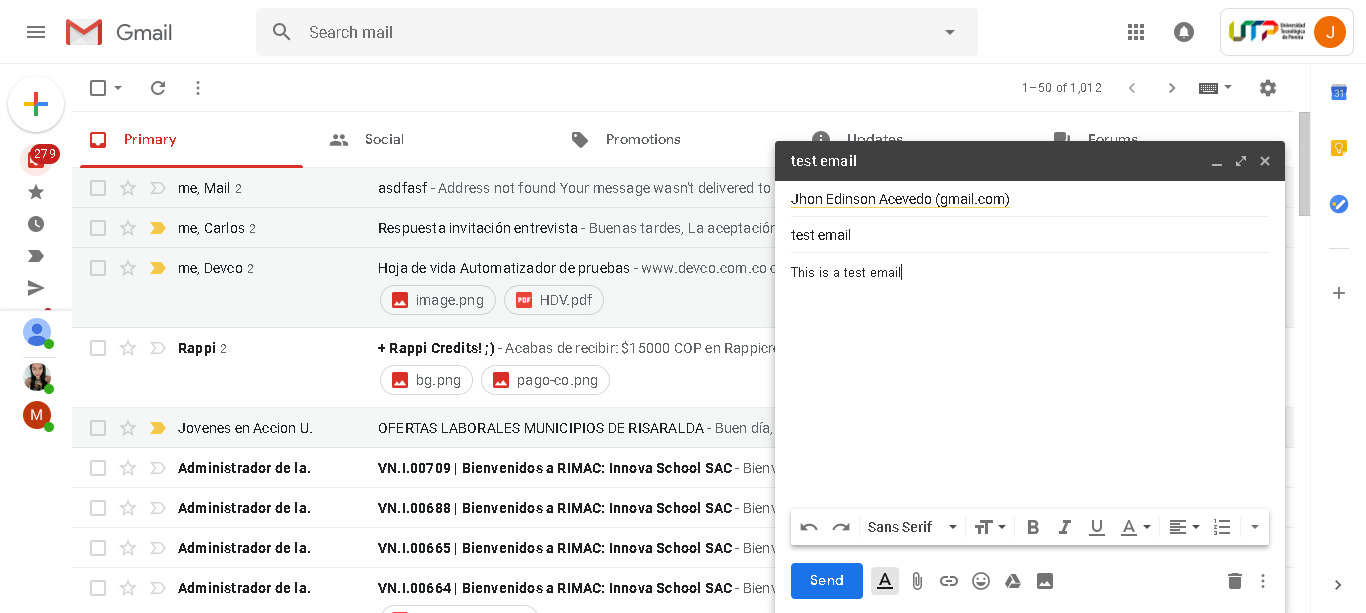 Gmail
Search mail
UTP Universidad Tecnológica de Pereira
J
1–50 of 1,012
31
279
Primary
Social
Promotions
Updates
Forums
me, Mail 2 asdfasf - Address not found Your message wasn't delivered to
me, Carlos 2 Respuesta invitación entrevista - Buenas tardes, La aceptación
me, Devco 2 Hoja de vida Automatizador de pruebas - www.devco.com.co
image.png
PDF HDV.pdf
Rappi 2 + Rappi Credits! ;) - Acabas de recibir: $15000 COP en Rappicre
bg.png
pago-co.png
M
Jovenes en Accion U. OFERTAS LABORALES MUNICIPIOS DE RISARALDA - Buen día,
Administrador de la. VN.I.00709 | Bienvenidos a RIMAC: Innova School SAC - Bienv
Administrador de la. VN.I.00688 | Bienvenidos a RIMAC: Innova School SAC - Bienv
Administrador de la. VN.I.00665 | Bienvenidos a RIMAC: Innova School SAC - Bienv
Administrador de la. VN.I.00664 | Bienvenidos a RIMAC: Innova School SAC - Bienv
test email
Jhon Edinson Acevedo (gmail.com)
test email
This is a test email
Sans Serif
B I U A
Send
A